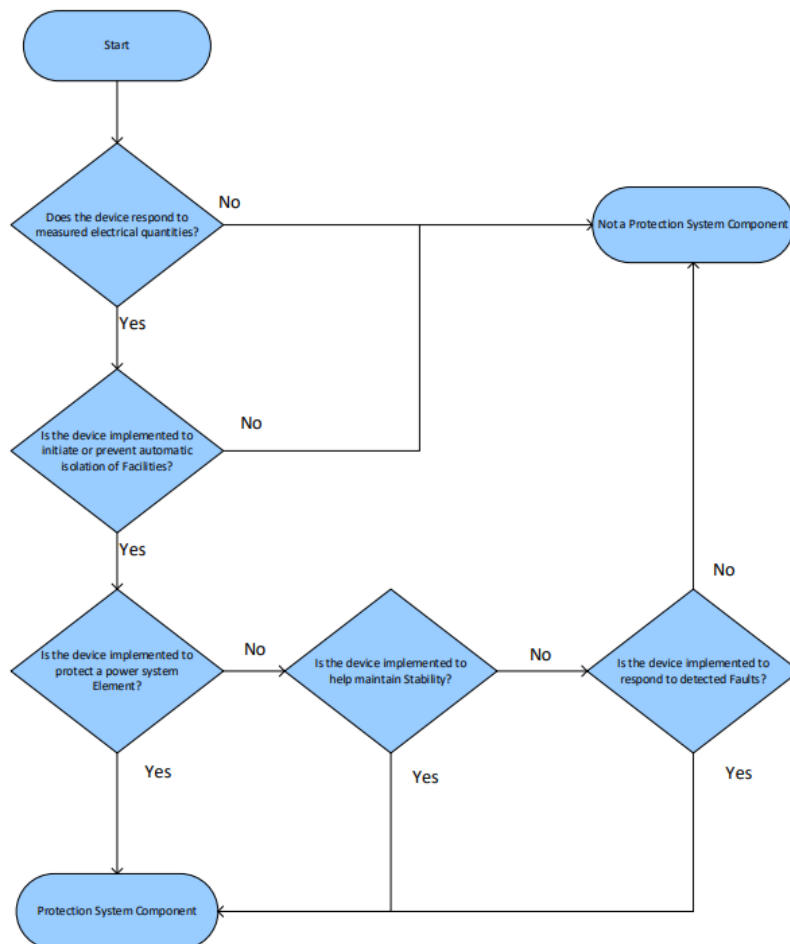 Start
Does the device respond to
measured electrical quantities?
No
Not a Protection System Component
Yes
Is the device implemented to
initiate or prevent automatic
isolation of Facilities?
No
Yes
Is the device implemented to
protect a power system
Element?
No
Is the device implemented to
help maintain Stability?
No
Is the device implemented to
respond to detected Faults?
No
Yes
Yes
Yes
Protection System Component